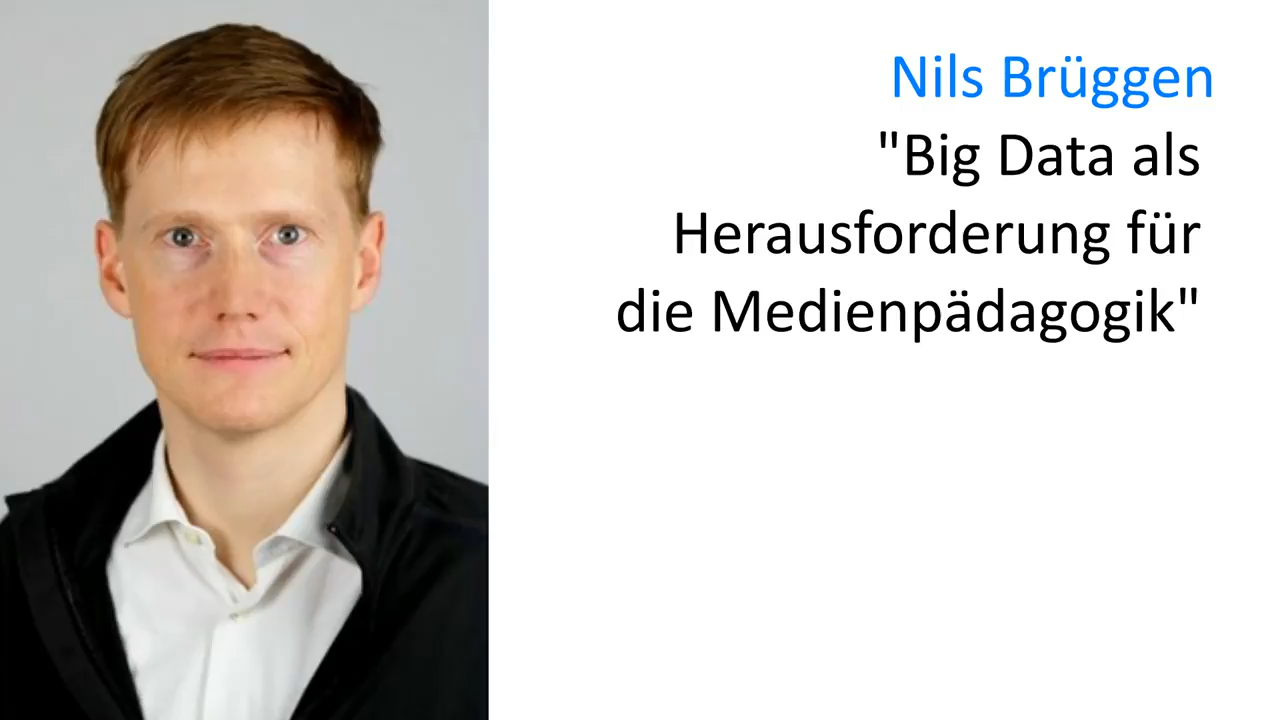 Nils Brüggen
"Big Data als
Herausforderung für
die Medienpädagogik"